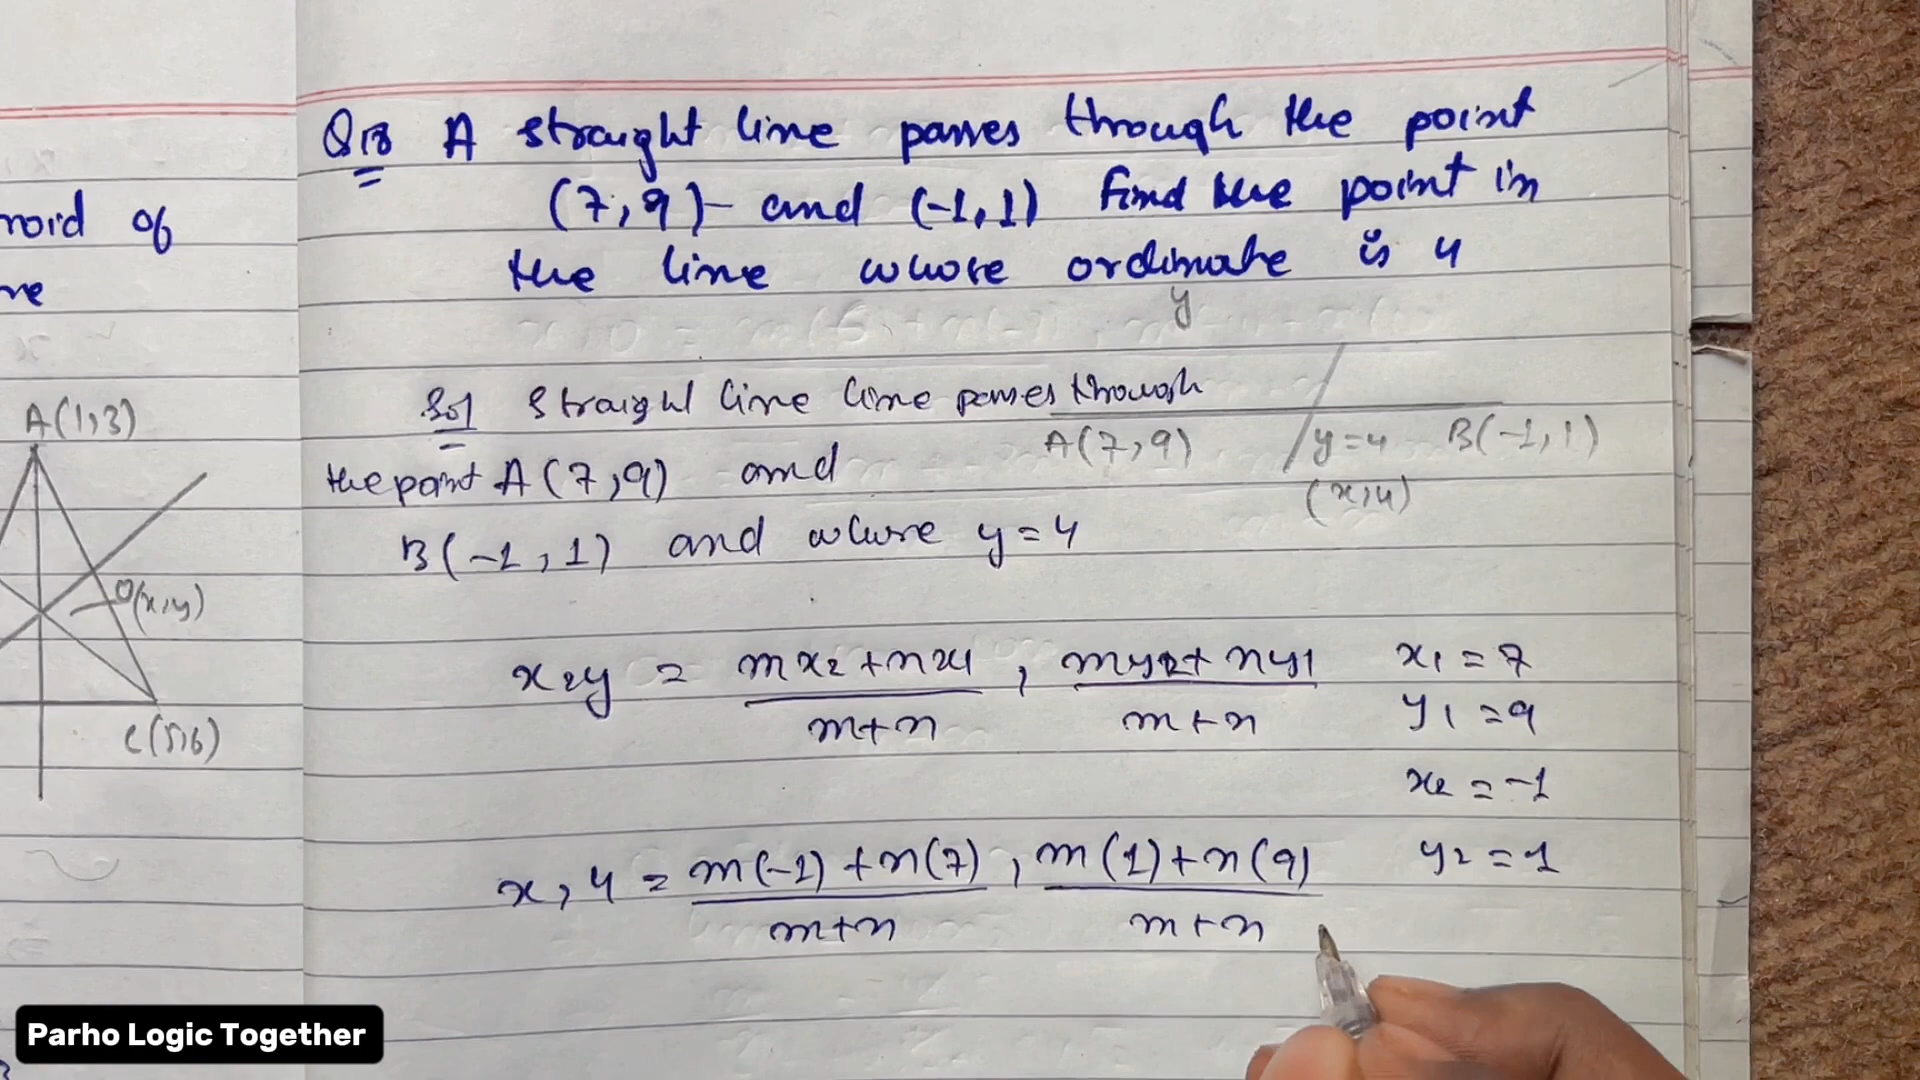 roid of
re
A(1,3)
O(x,y)
C(5,6)
Q18 A straight line passes through the point
(7,9) and (-1,1) find the point in
the line whose ordinate is 4
y
Sol straight line line passes through
A(7,9) y=4 B(-1,1)
(x,4)
the point A(7,9) and
B(-1,1) and where y=4
x,y = mx2+nx1 , my2+ny1 x1=7
m+n m+n y1=9
x2=-1
x,4 = m(-1)+n(7) , m(1)+n(9) y2=1
m+n m+n
Parho Logic Together